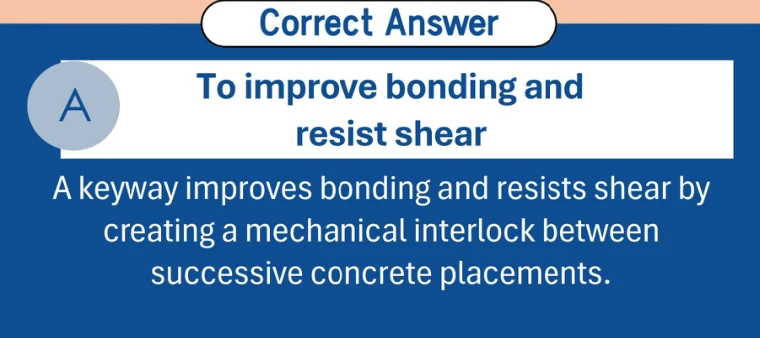 Correct Answer
A
To improve bonding and
resist shear
A keyway improves bonding and resists shear by
creating a mechanical interlock between
successive concrete placements.